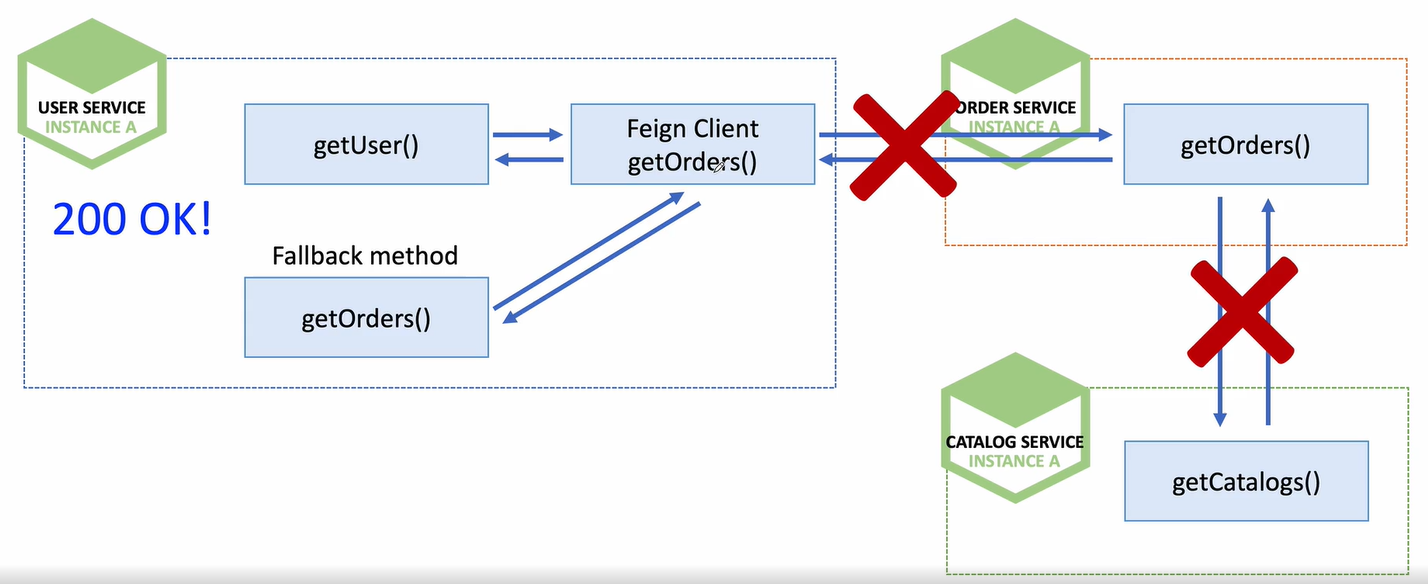 USER SERVICE
INSTANCE A
getUser()
Feign Client
getOrders()
ORDER SERVICE
INSTANCE A
getOrders()
200 OK!
Fallback method
getOrders()
CATALOG SERVICE
INSTANCE A
getCatalogs()